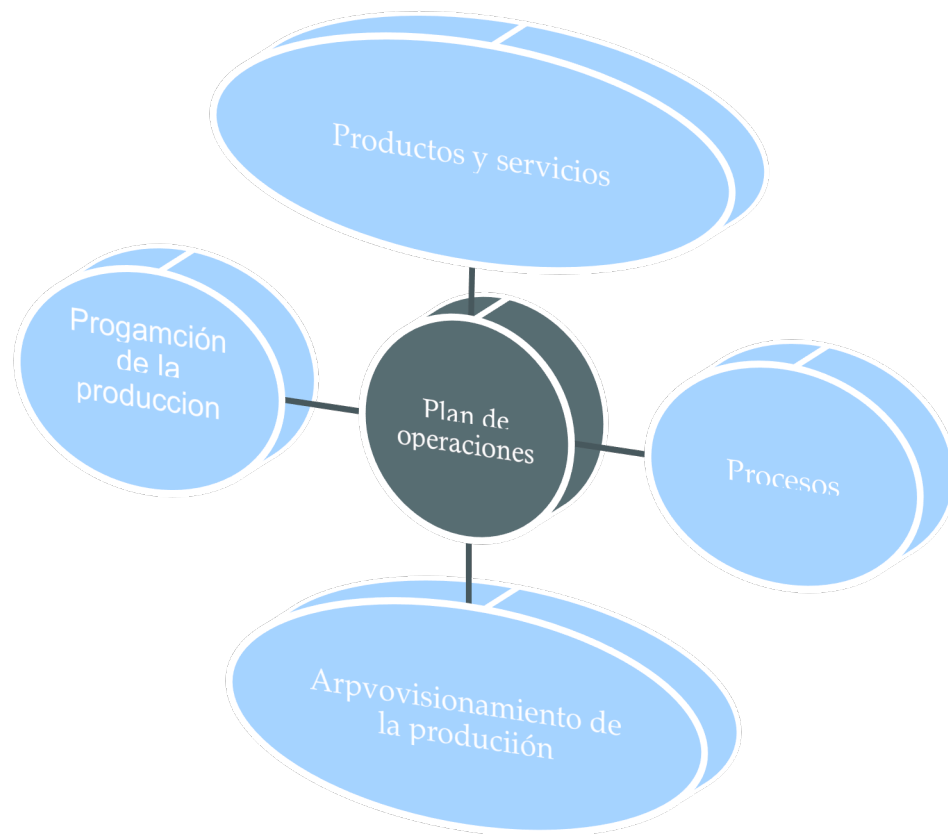 Productos y servicios
Progamción
de la
produccion
Plan de
operaciones
Procesos
Arpvovisionamiento de
la produciión